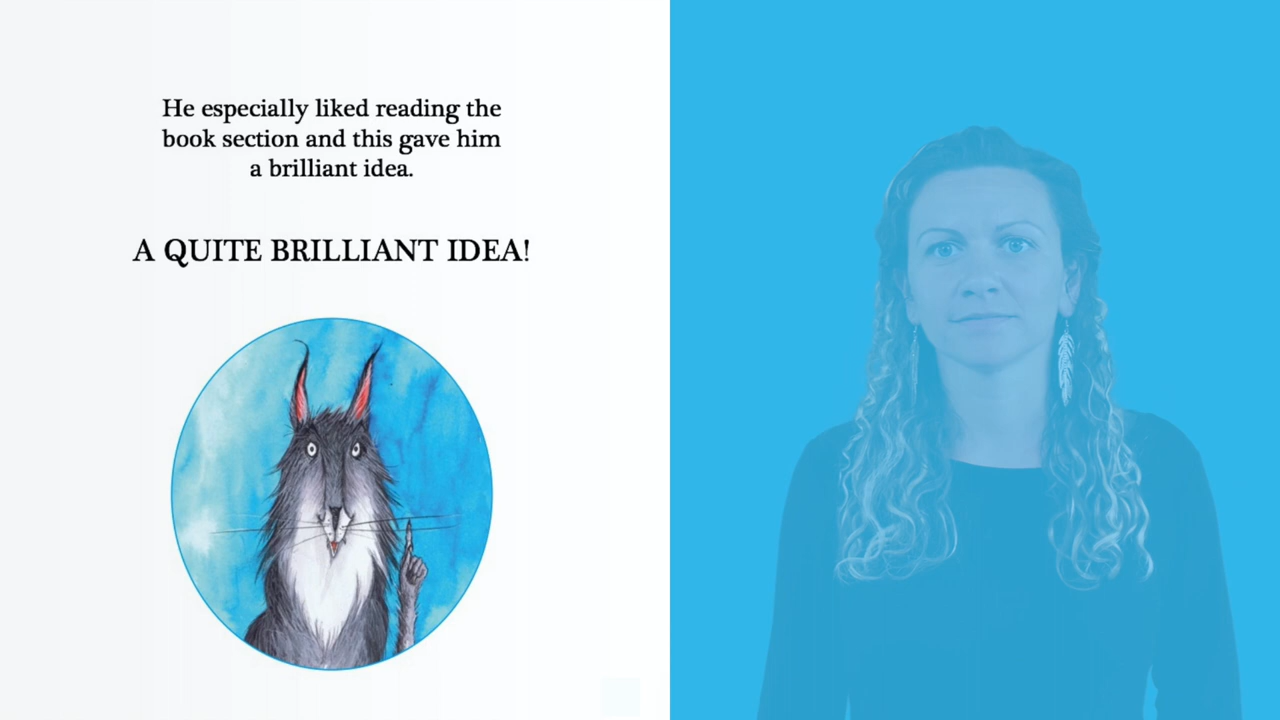 He especially liked reading the
book section and this gave him
a brilliant idea.
A QUITE BRILLIANT IDEA!